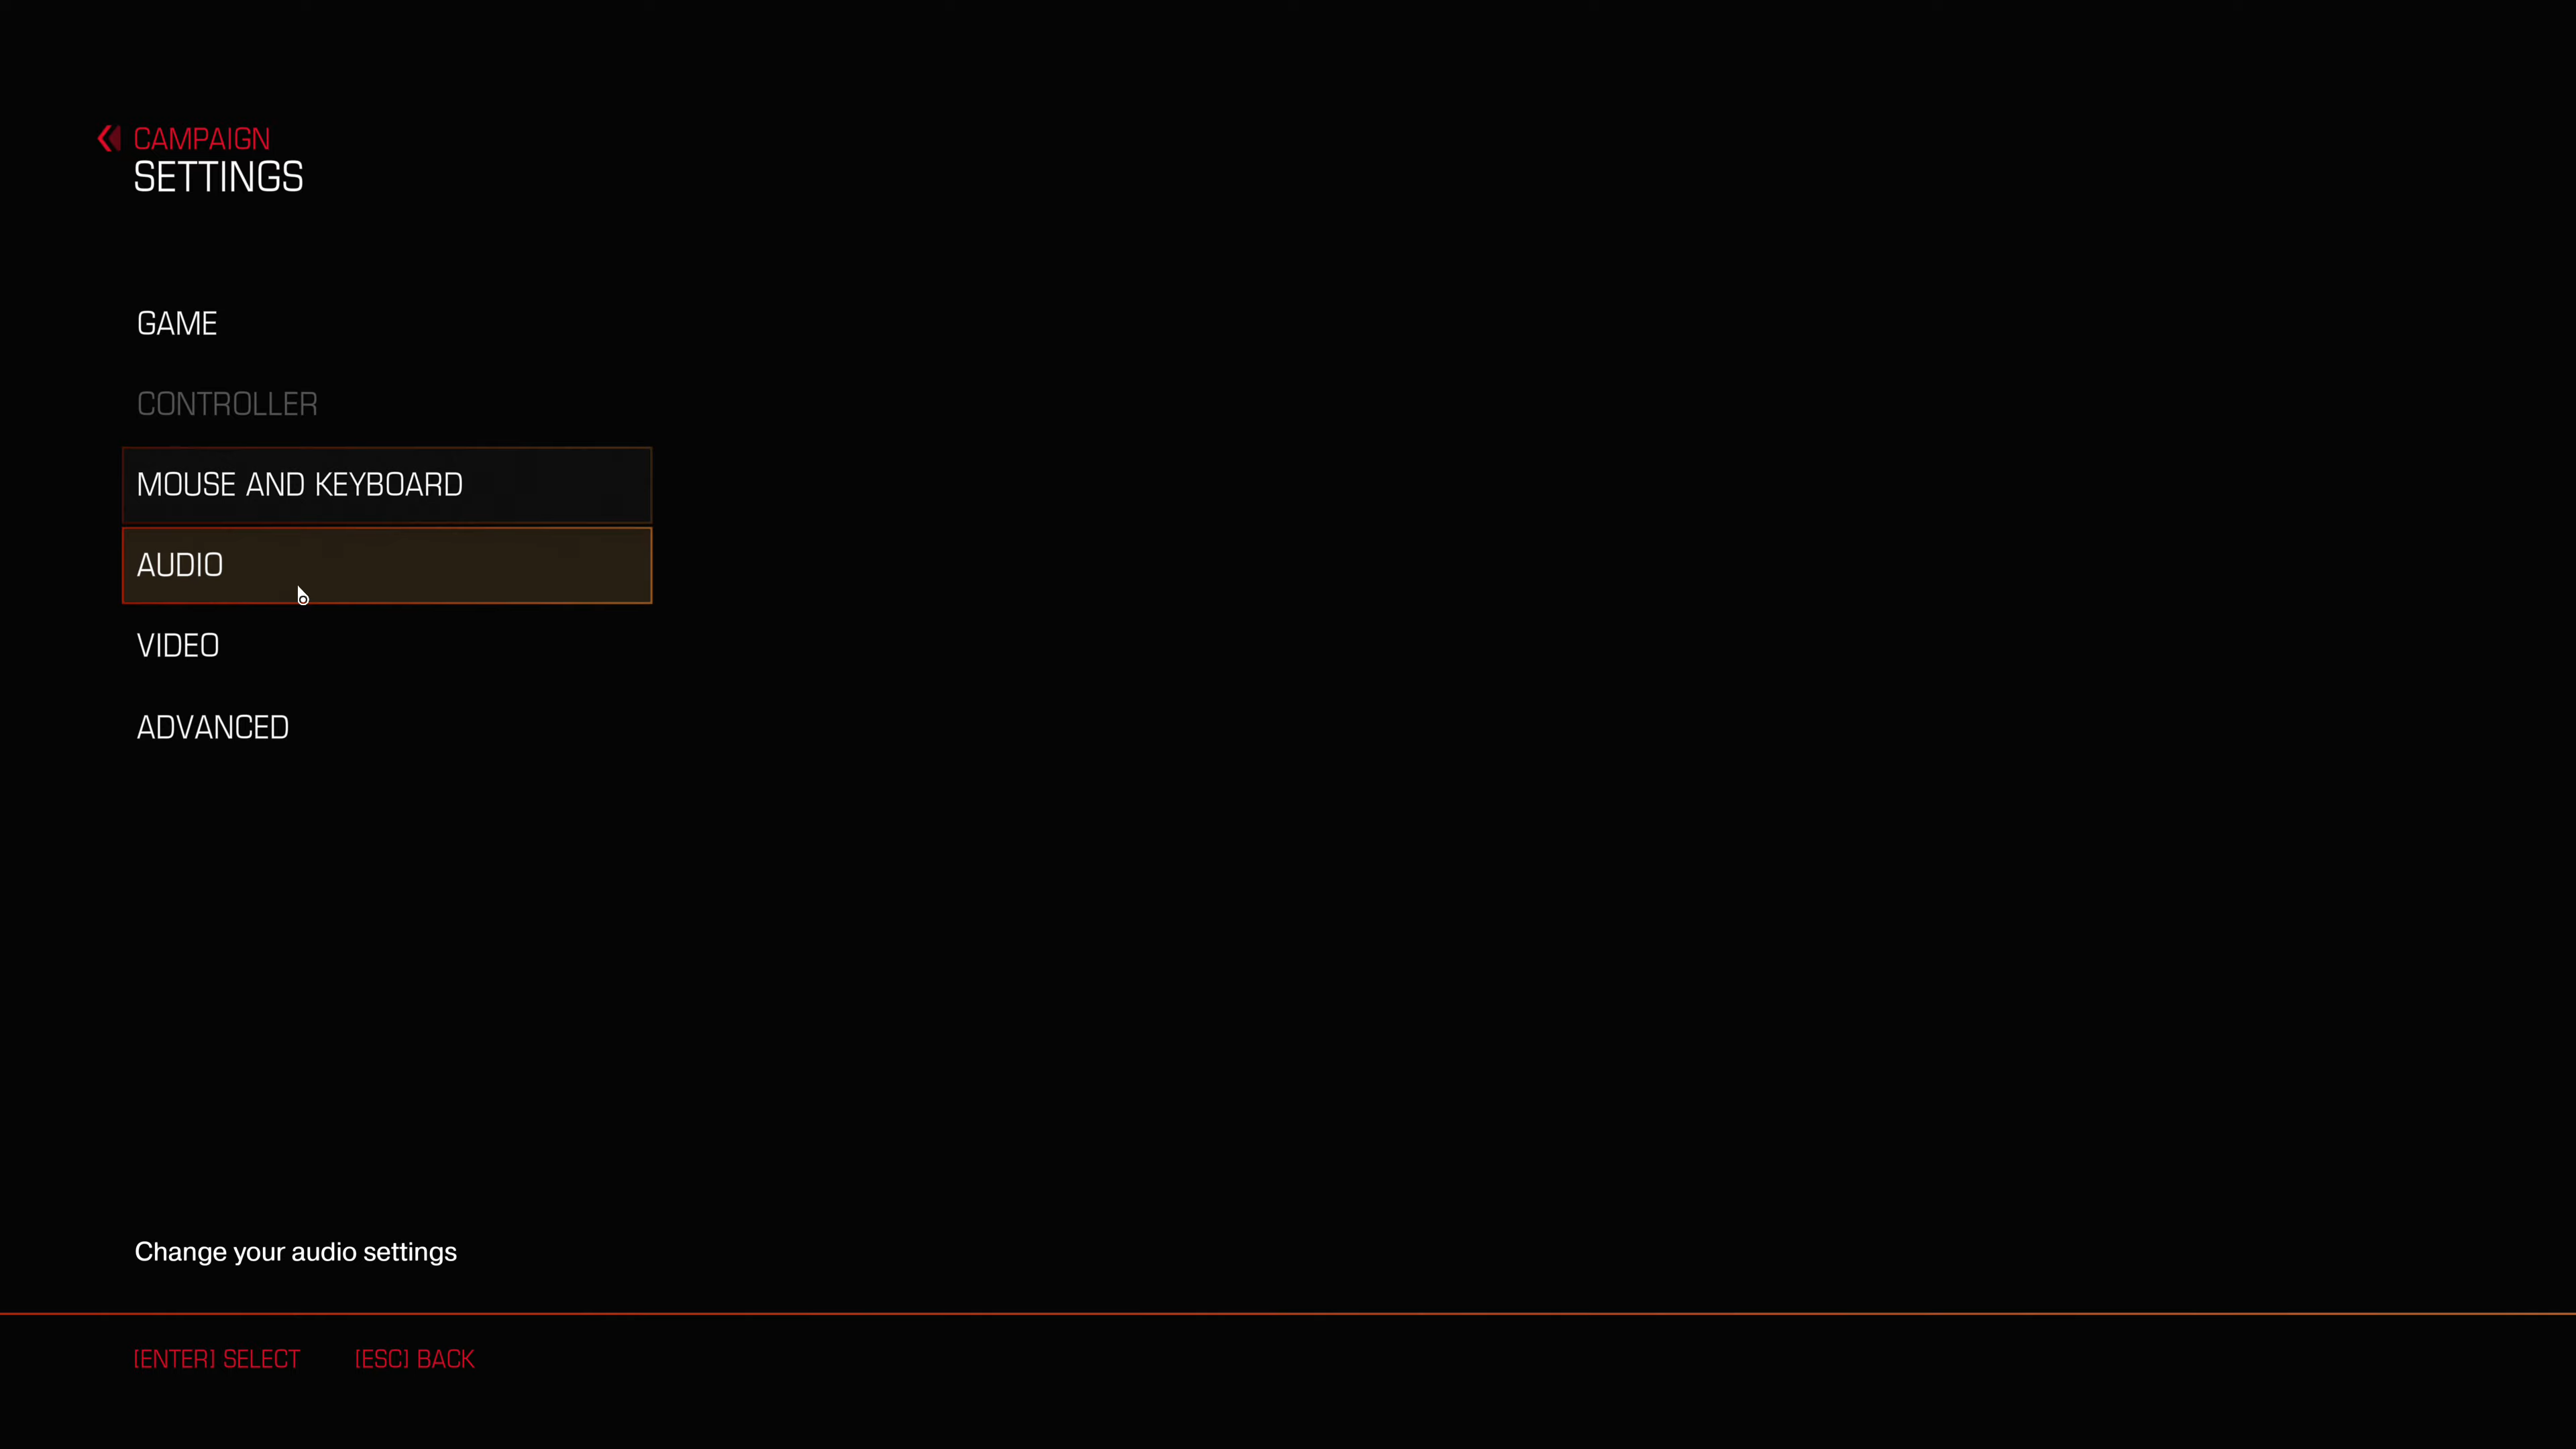 CAMPAIGN
SETTINGS
GAME
CONTROLLER
MOUSE AND KEYBOARD
AUDIO
VIDEO
ADVANCED
Change your audio settings
[ENTER] SELECT [ESC] BACK